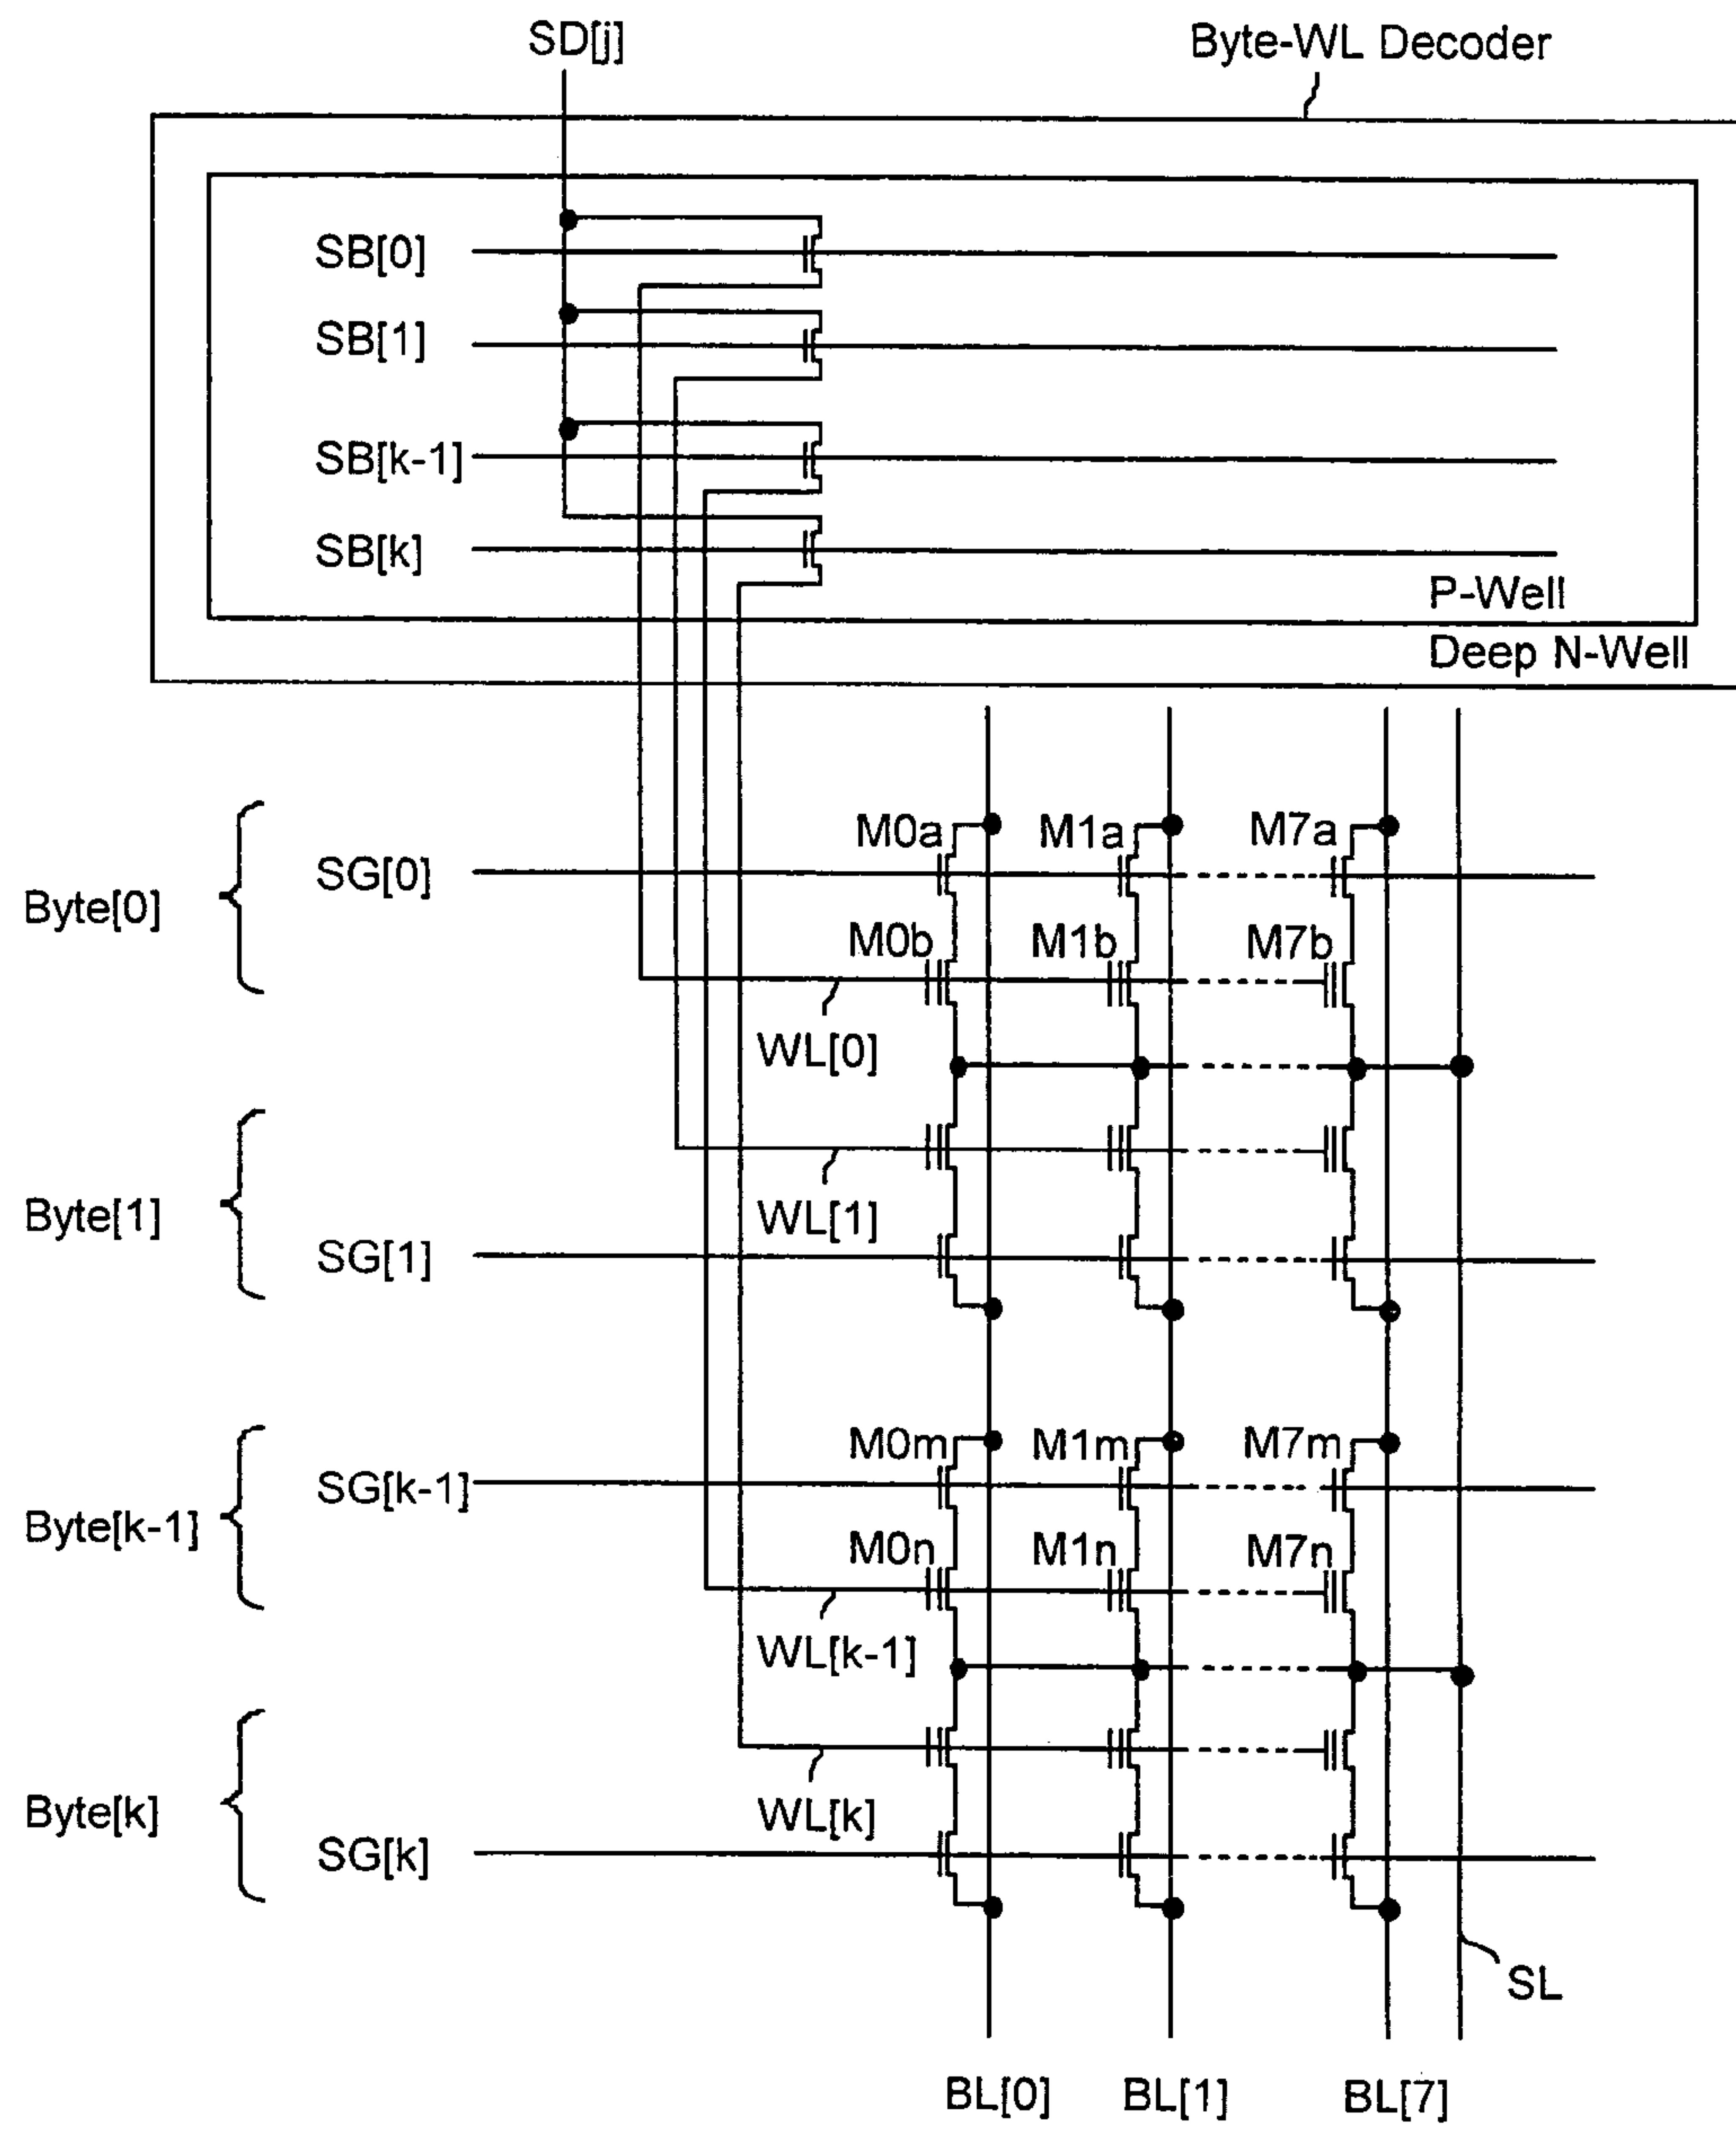 SD[j]
Byte-WL Decoder
SB[0]
SB[1]
SB[k-1]
SB[k]
P-Well
Deep N-Well
M0a
M1a
M7a
SG[0]
Byte[0]
M0b
M1b
M7b
WL[0]
Byte[1]
WL[1]
SG[1]
M0m
M1m
M7m
SG[k-1]
Byte[k-1]
M0n
M1n
M7n
WL[k-1]
Byte[k]
WL[k]
SG[k]
SL
BL[0]
BL[1]
BL[7]